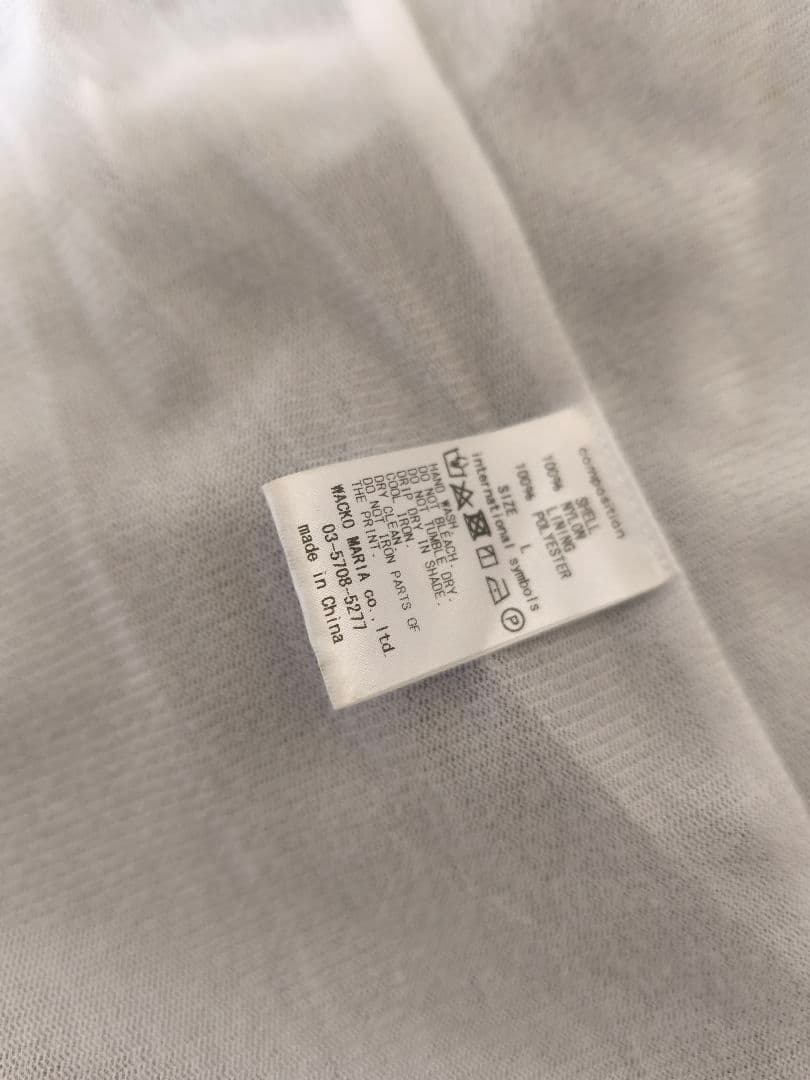 composition
SHELL
100% NYLON
LINING
100% POLYESTER
SIZE L
international symbols
P
HAND WASH.
DO NOT BLEACH.
DO NOT TUMBLE DRY.
DRIP DRY IN SHADE.
COOL IRON.
DRY CLEAN.
DO NOT IRON PARTS OF
THE PRINT.
WACKO MARIA co., ltd.
03-5708-5277
made in China